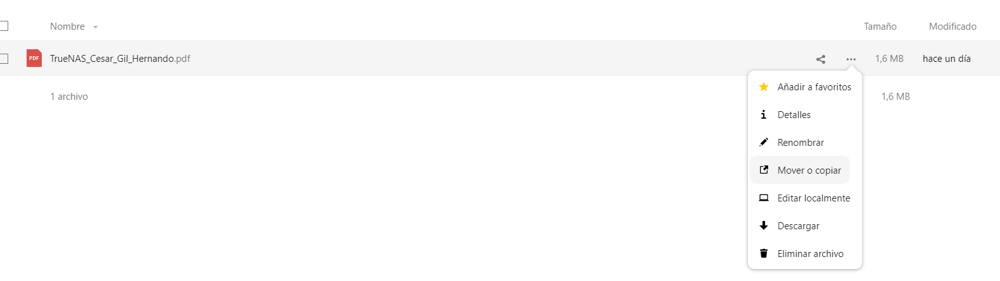 Nombre Tamaño Modificado
PDF TrueNAS_Cesar_Gil_Hernando.pdf 1,6 MB hace un día
1 archivo 1,6 MB
Añadir a favoritos
Detalles
Renombrar
Mover o copiar
Editar localmente
Descargar
Eliminar archivo